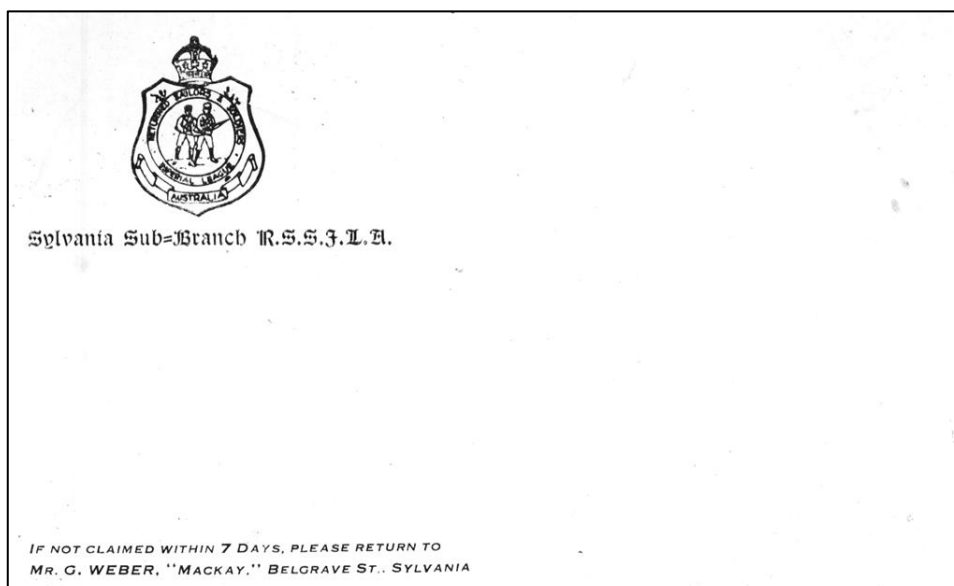 RETURNED SAILORS & SOLDIERS
IMPERIAL LEAGUE
AUSTRALIA
Sylvania Sub=Branch R.S.S.I.L.A.
IF NOT CLAIMED WITHIN 7 DAYS, PLEASE RETURN TO
MR. G. WEBER, "MACKAY," BELGRAVE ST., SYLVANIA